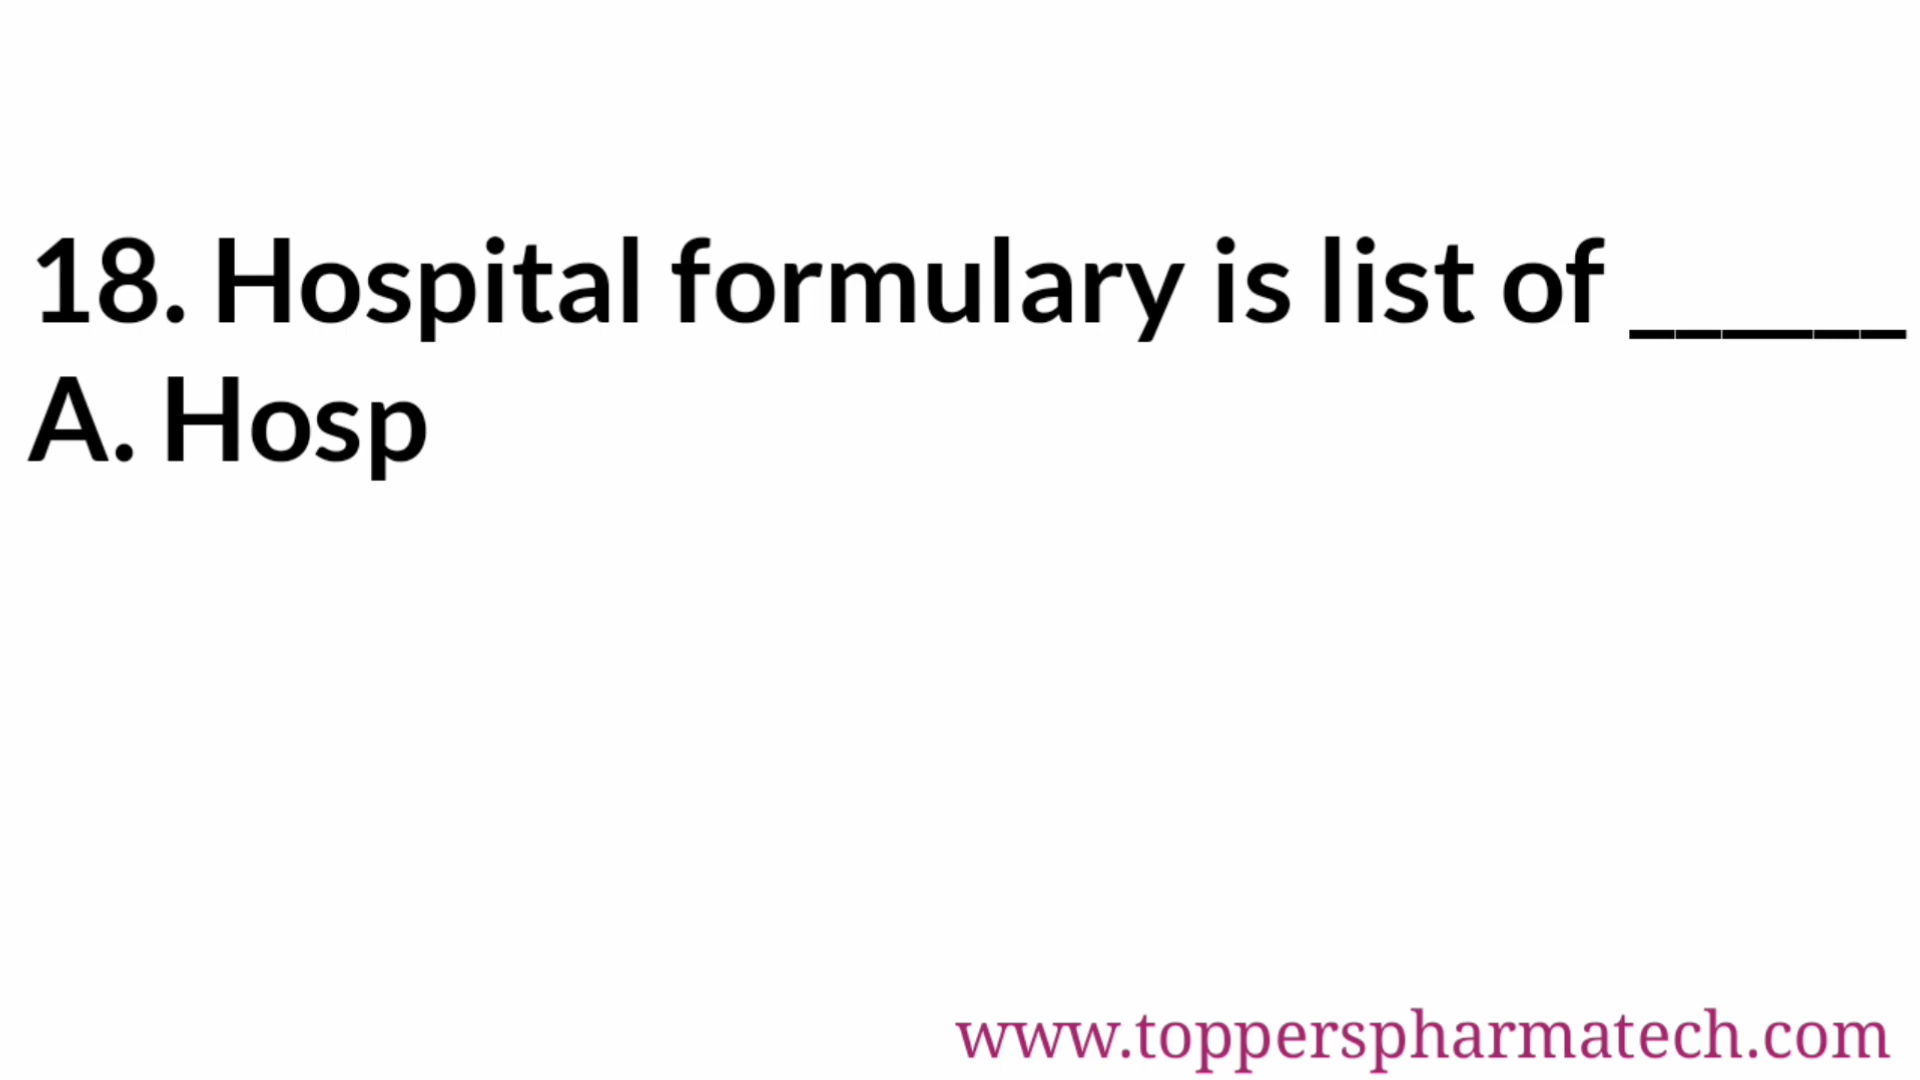 18. Hospital formulary is list of ______
A. Hosp
www.topperspharmatech.com